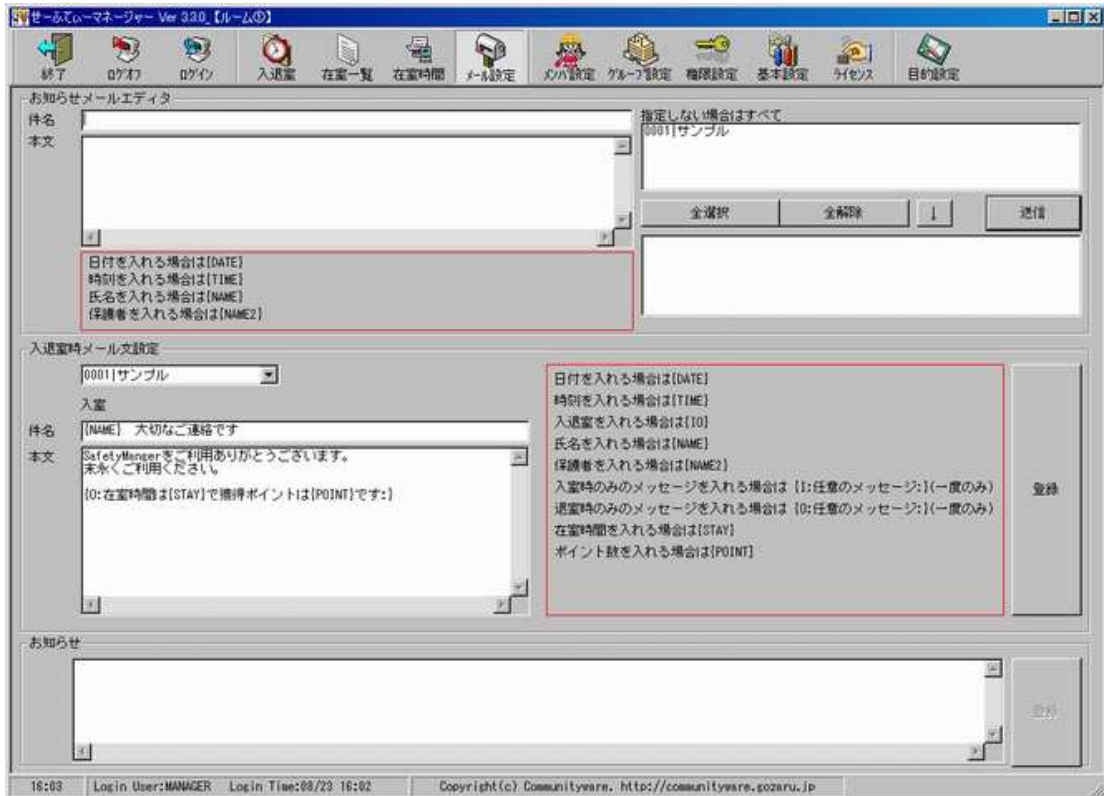 せーふてぃーマネージャー Ver 3.3.0_【ルーム①】
終了 ログオフ ログイン 入退室 在室一覧 在室時間 メール設定 メンバ設定 グループ設定 権限設定 基本設定 ライセンス 目的設定
お知らせメールエディタ
件名
本文
指定しない場合はすべて
0001|サンプル
全選択 全解除 ↓ 送信
日付を入れる場合は{DATE}
時刻を入れる場合は{TIME}
氏名を入れる場合は{NAME}
保護者を入れる場合は{NAME2}
入退室時メール文設定
0001|サンプル
入室
件名 {NAME} 大切なご連絡です
本文 SafetyMangerをご利用ありがとうございます。
末永くご利用ください。
{O:在室時間は{STAY}で獲得ポイントは{POINT}です:}
日付を入れる場合は{DATE}
時刻を入れる場合は{TIME}
入退室を入れる場合は{IO}
氏名を入れる場合は{NAME}
保護者を入れる場合は{NAME2}
入室時のみのメッセージを入れる場合は {I:任意のメッセージ:}(一度のみ)
退室時のみのメッセージを入れる場合は {O:任意のメッセージ:}(一度のみ)
在室時間を入れる場合は{STAY}
ポイント数を入れる場合は{POINT}
登録
お知らせ
登録
16:03 Login User:MANAGER Login Time:08/23 16:02 Copyright(c) Communityware. http://communityware.gozaru.jp